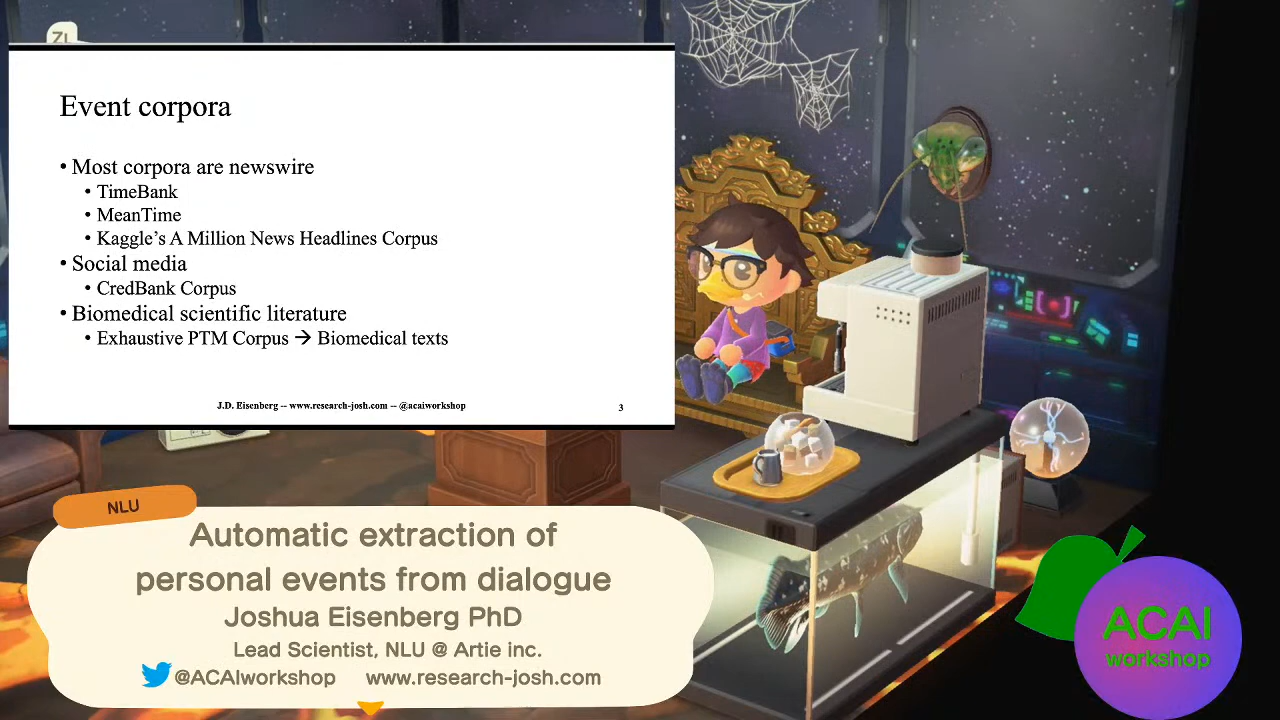 ZL
Event corpora
• Most corpora are newswire
• TimeBank
• MeanTime
• Kaggle's A Million News Headlines Corpus
• Social media
• CredBank Corpus
• Biomedical scientific literature
• Exhaustive PTM Corpus → Biomedical texts
J.D. Eisenberg -- www.research-josh.com -- @acaiworkshop
3
NLU
Automatic extraction of
personal events from dialogue
Joshua Eisenberg PhD
Lead Scientist, NLU @ Artie inc.
@ACAIworkshop www.research-josh.com
ACAI
workshop